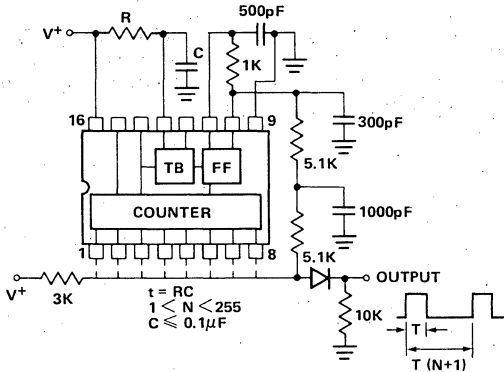 500pF
R
V+
C
1K
16
9
300pF
TB
FF
5.1K
COUNTER
1000pF
1
8
5.1K
OUTPUT
V+
3K
t = RC
1 < N < 255
C ⩽ 0.1μF
10K
T
T (N+1)